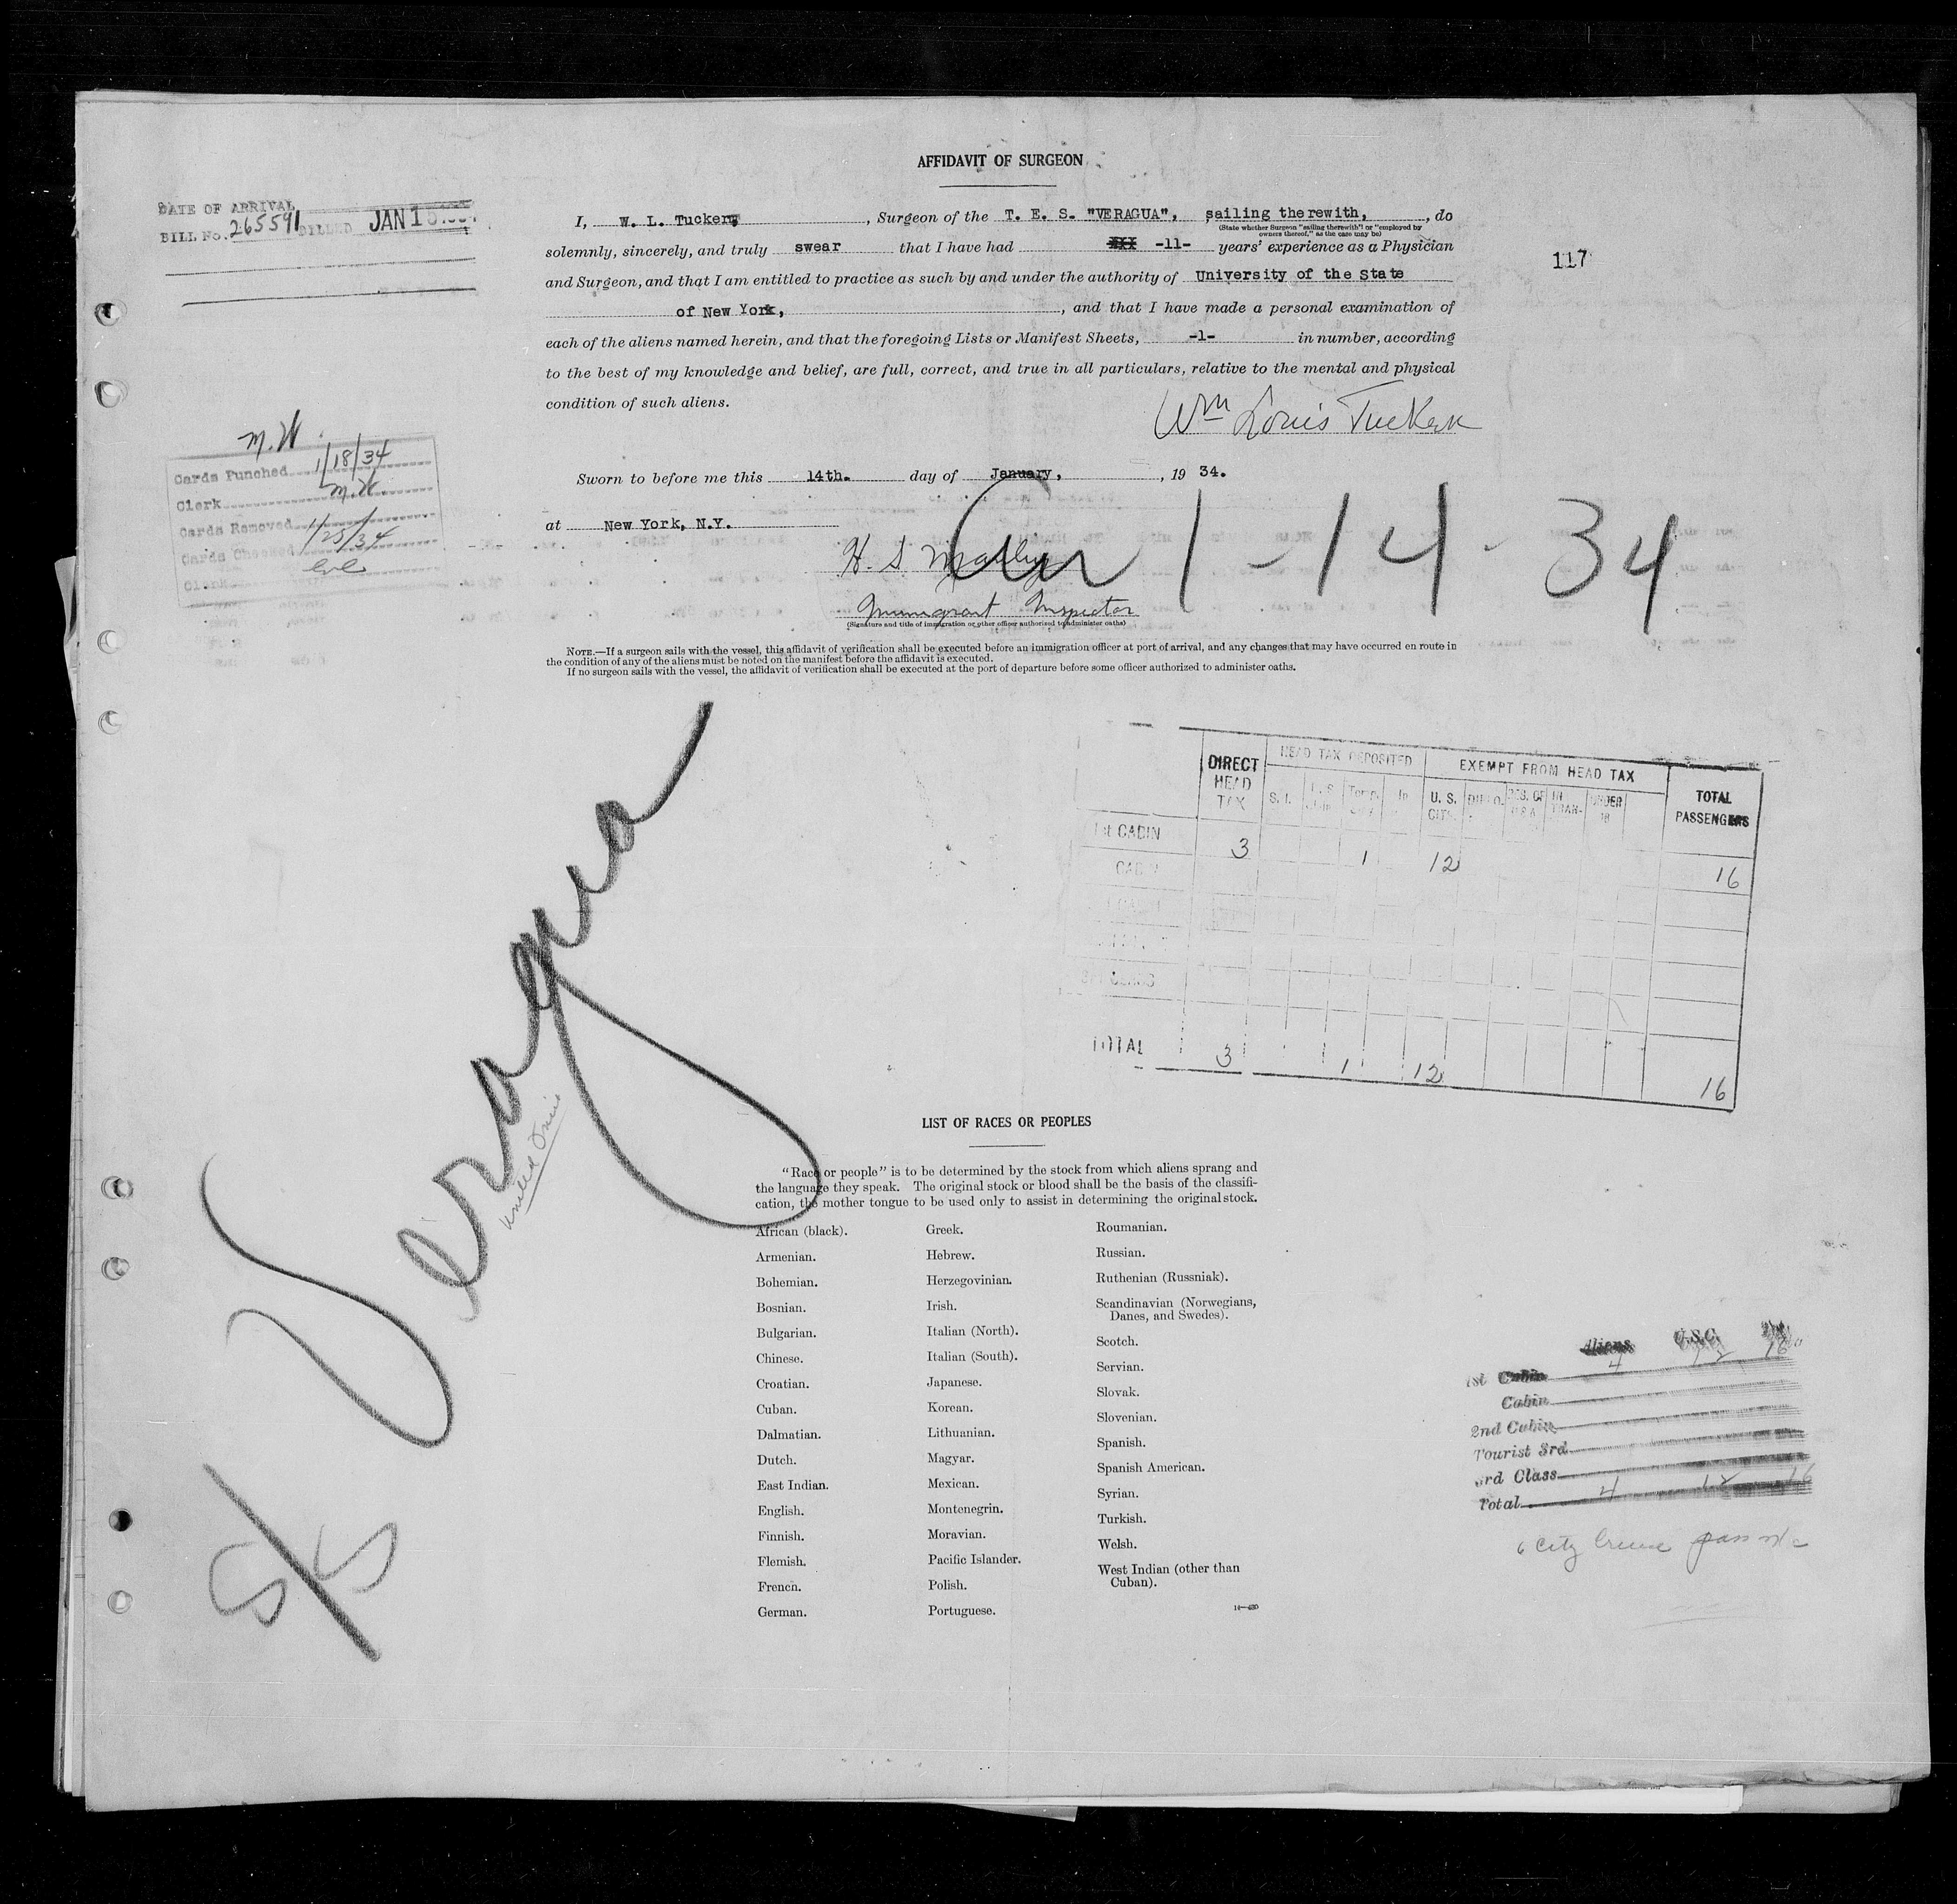 AFFIDAVIT OF SURGEON
DATE OF ARRIVAL
BILL No. 265591 BILLED JAN 1
117
I, W. L. Tucker, , Surgeon of the T. E. S. "VERAGUA", sailing therewith, , do
(State whether Surgeon "sailing therewith" or "employed by
owners thereof," as the case may be)
solemnly, sincerely, and truly swear that I have had XXX -11- years' experience as a Physician
and Surgeon, and that I am entitled to practice as such by and under the authority of University of the State
of New York, , and that I have made a personal examination of
each of the aliens named herein, and that the foregoing Lists or Manifest Sheets, -1- in number, according
to the best of my knowledge and belief, are full, correct, and true in all particulars, relative to the mental and physical
condition of such aliens.
Wm Louis Tucker
M. W.
Cards Punched 1/18/34
Clerk M. W.
Cards Removed
Cards Checked 1/25/34
Clerk
Sworn to before me this 14th. day of January, , 19 34.
at New York, N.Y.
1-14-34
H. S
Immigrant Inspector
(Signature and title of immigration or other officer authorized to administer oaths)
NOTE.—If a surgeon sails with the vessel, this affidavit of verification shall be executed before an immigration officer at port of arrival, and any changes that may have occurred en route in
the condition of any of the aliens must be noted on the manifest before the affidavit is executed.
If no surgeon sails with the vessel, the affidavit of verification shall be executed at the port of departure before some officer authorized to administer oaths.
Veragua
S/S
DIRECT HEAD TAX
HEAD TAX DEPOSITED
EXEMPT FROM HEAD TAX
TOTAL PASSENGERS
S. I. Temp. In U. S. CITS. DIPLO. RES. OF U S A IN TRAN- UNDER 16
1st CABIN 3 1 12 16
CABIN
3RD CLASS
TOTAL 3 1 12 16
LIST OF RACES OR PEOPLES
"Race or people" is to be determined by the stock from which aliens sprang and
the language they speak. The original stock or blood shall be the basis of the classifi-
cation, the mother tongue to be used only to assist in determining the original stock.
African (black).
Armenian.
Bohemian.
Bosnian.
Bulgarian.
Chinese.
Croatian.
Cuban.
Dalmatian.
Dutch.
East Indian.
English.
Finnish.
Flemish.
French.
German.
Greek.
Hebrew.
Herzegovinian.
Irish.
Italian (North).
Italian (South).
Japanese.
Korean.
Lithuanian.
Magyar.
Mexican.
Montenegrin.
Moravian.
Pacific Islander.
Polish.
Portuguese.
Roumanian.
Russian.
Ruthenian (Russniak).
Scandinavian (Norwegians,
Danes, and Swedes).
Scotch.
Servian.
Slovak.
Slovenian.
Spanish.
Spanish American.
Syrian.
Turkish.
Welsh.
West Indian (other than
Cuban).
Aliens U.S.C.
1st Cabin 4 12 16
Cabin
2nd Cabin
Tourist 3rd
3rd Class
Total 4 12 16